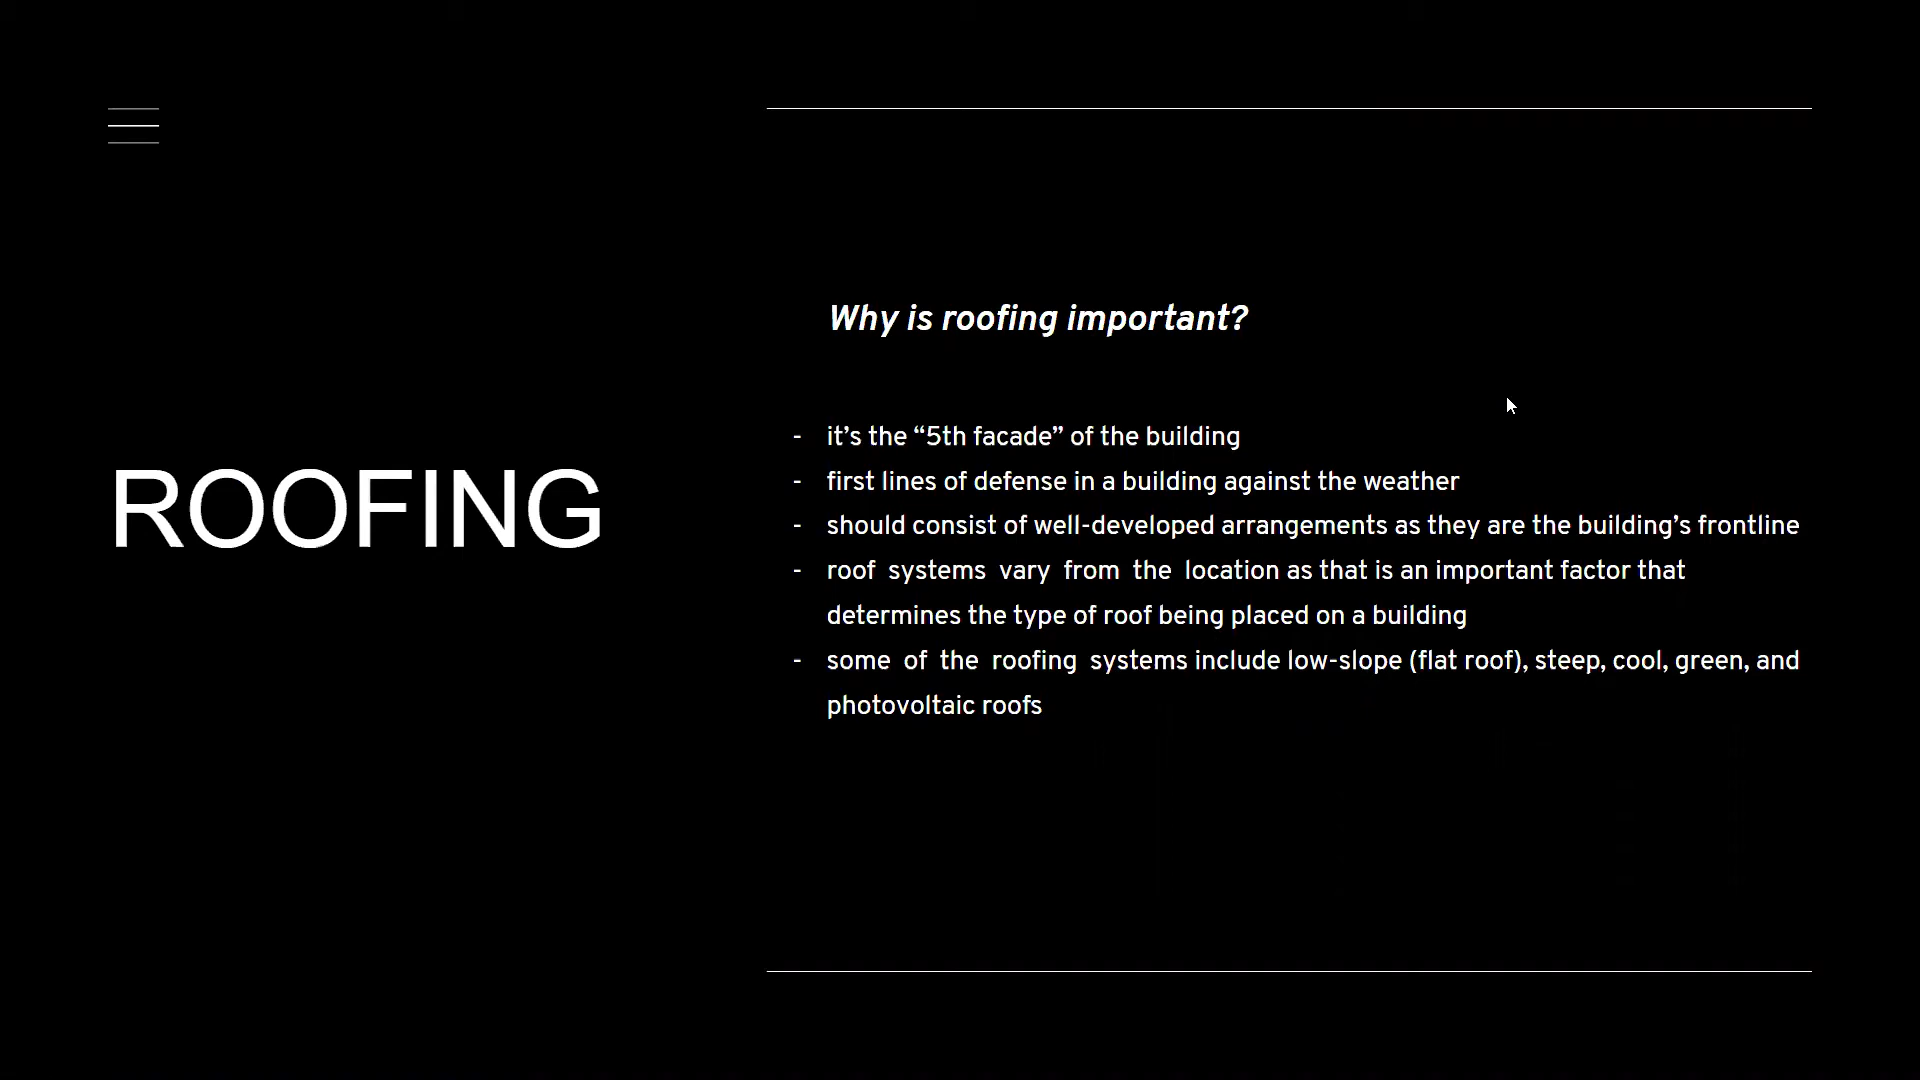 ROOFING
Why is roofing important?
- it’s the “5th facade” of the building
- first lines of defense in a building against the weather
- should consist of well-developed arrangements as they are the building’s frontline
- roof systems vary from the location as that is an important factor that
determines the type of roof being placed on a building
- some of the roofing systems include low-slope (flat roof), steep, cool, green, and
photovoltaic roofs